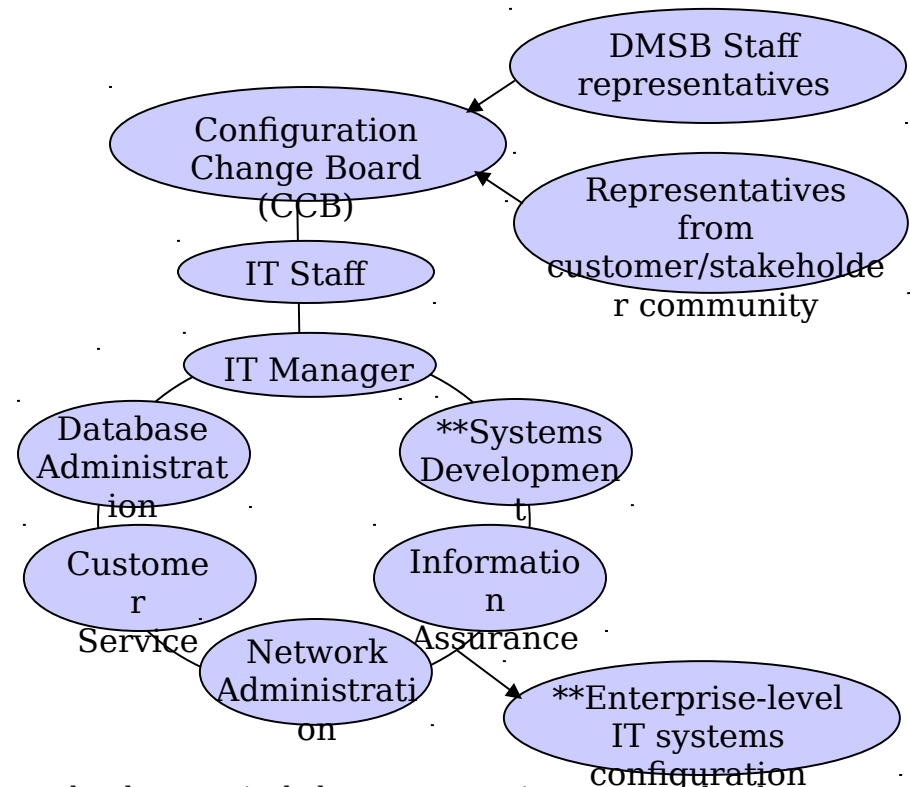 DMSB Staff
representatives
Configuration
Change Board
(CCB)
Representatives
from
customer/stakeholde
r community
IT Staff
IT Manager
Database
Administrat
ion
**Systems
Developmen
t
Custome
r
Service
Informatio
n
Assurance
Network
Administrati
on
**Enterprise-level
IT systems
configuration